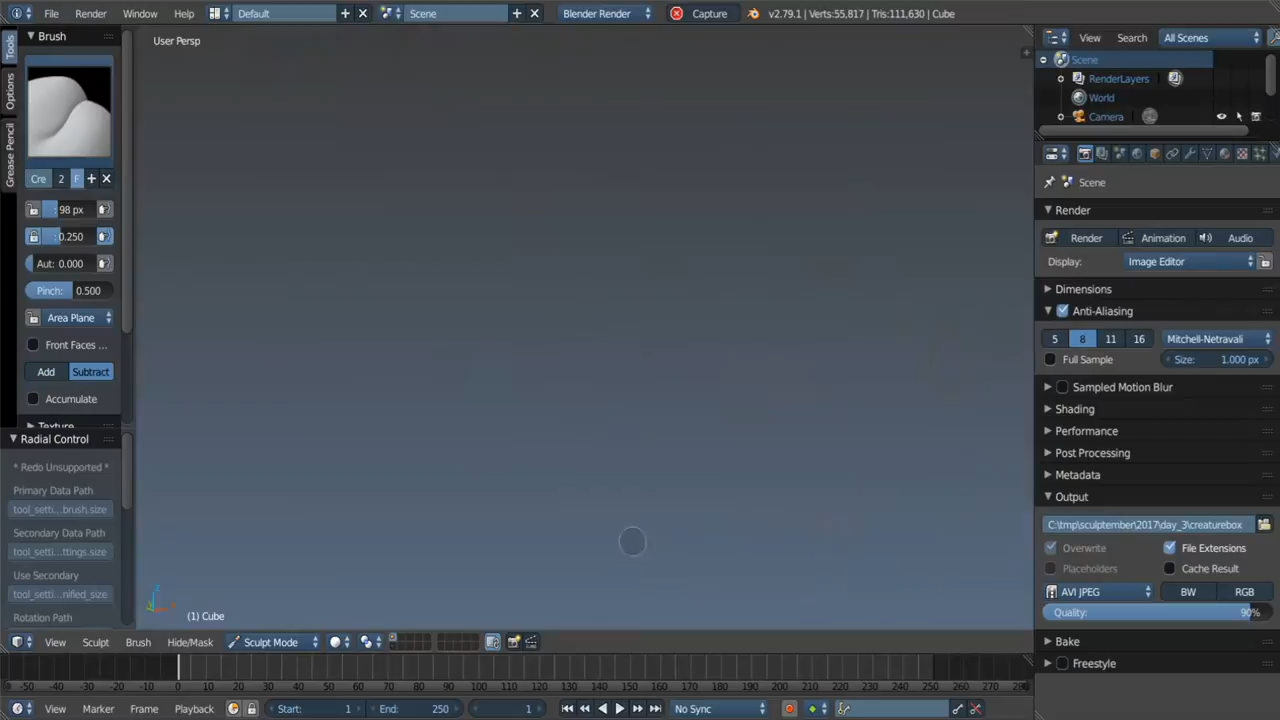 File Render Window Help Default Scene Blender Render Capture v2.79.1 | Verts:55,817 | Tris:111,630 | Cube
Tools
Options
Grease Pencil
Brush
Cre 2 F
: 98 px
: 0.250
Aut: 0.000
Pinch: 0.500
Area Plane
Front Faces ...
Add Subtract
Accumulate
Texture
Radial Control
* Redo Unsupported *
Primary Data Path
tool_setti...brush.size
Secondary Data Path
tool_setti...ttings.size
Use Secondary
tool_setti...nified_size
Rotation Path
User Persp
(1) Cube
View Sculpt Brush Hide/Mask Sculpt Mode
-50 -40 -30 -20 -10 0 10 20 30 40 50 60 70 80 90 100 110 120 130 140 150 160 170 180 190 200 210 220 230 240 250 260 270 280
View Marker Frame Playback Start: 1 End: 250 1 No Sync
View Search All Scenes
Scene
RenderLayers
World
Camera
Scene
Render
Render Animation Audio
Display: Image Editor
Dimensions
Anti-Aliasing
5 8 11 16 Mitchell-Netravali
Full Sample Size: 1.000 px
Sampled Motion Blur
Shading
Performance
Post Processing
Metadata
Output
C:\tmp\sculptember\2017\day_3\creaturebox
Overwrite File Extensions
Placeholders Cache Result
AVI JPEG BW RGB
Quality: 90%
Bake
Freestyle